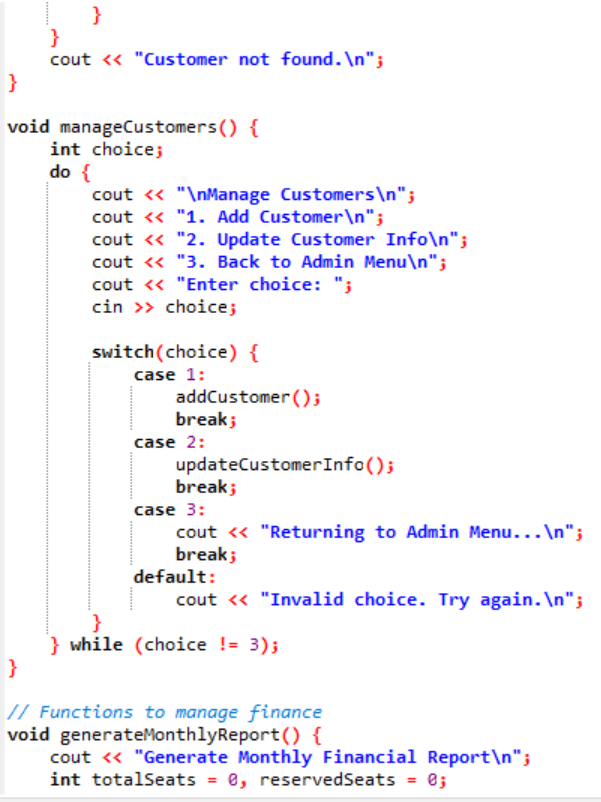 }
    }
    cout << "Customer not found.\n";
}

void manageCustomers() {
    int choice;
    do {
        cout << "\nManage Customers\n";
        cout << "1. Add Customer\n";
        cout << "2. Update Customer Info\n";
        cout << "3. Back to Admin Menu\n";
        cout << "Enter choice: ";
        cin >> choice;

        switch(choice) {
            case 1:
                addCustomer();
                break;
            case 2:
                updateCustomerInfo();
                break;
            case 3:
                cout << "Returning to Admin Menu...\n";
                break;
            default:
                cout << "Invalid choice. Try again.\n";
        }
    } while (choice != 3);
}

// Functions to manage finance
void generateMonthlyReport() {
    cout << "Generate Monthly Financial Report\n";
    int totalSeats = 0, reservedSeats = 0;